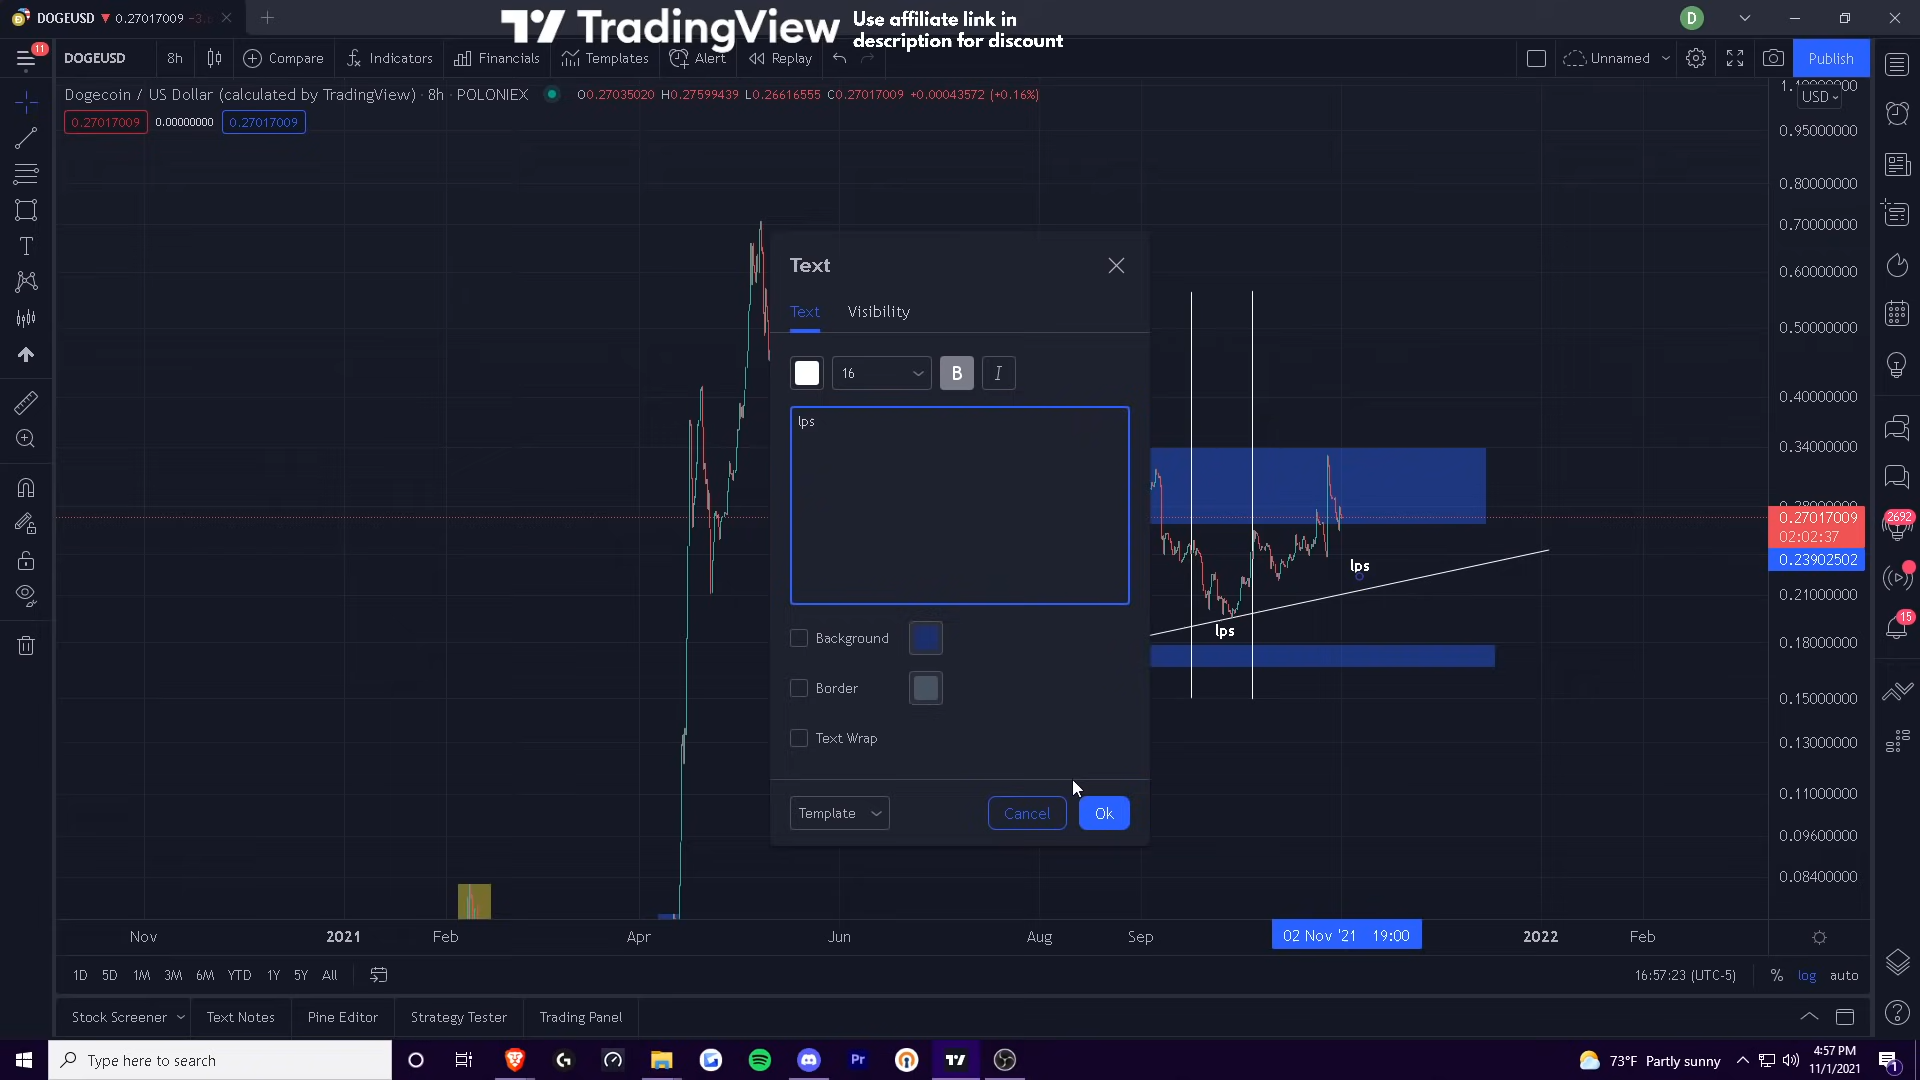 DOGEUSD ▼ 0.27017009
TradingView
Use affiliate link in
description for discount
D
11
DOGEUSD
8h
Compare
Indicators
Financials
Templates
Alert
Replay
Unnamed
Publish
Dogecoin / US Dollar (calculated by TradingView) · 8h · POLONIEX
O0.27035020 H0.27599439 L0.26616555 C0.27017009 +0.00043572 (+0.16%)
0.27017009 0.00000000 0.27017009
USD
0.95000000
0.80000000
0.70000000
0.60000000
0.50000000
0.40000000
0.34000000
0.27017009
02:02:37
0.23902502
0.21000000
0.18000000
0.15000000
0.13000000
0.11000000
0.09600000
0.08400000
2692
15
Text
Text Visibility
16 B I
lps
Background
Border
Text Wrap
Template Cancel Ok
lps
lps
Nov 2021 Feb Apr Jun Aug Sep 02 Nov '21 19:00 2022 Feb
1D 5D 1M 3M 6M YTD 1Y 5Y All
16:57:23 (UTC-5) % log auto
Stock Screener Text Notes Pine Editor Strategy Tester Trading Panel
Type here to search
Pr
73°F Partly sunny
4:57 PM
11/1/2021
1